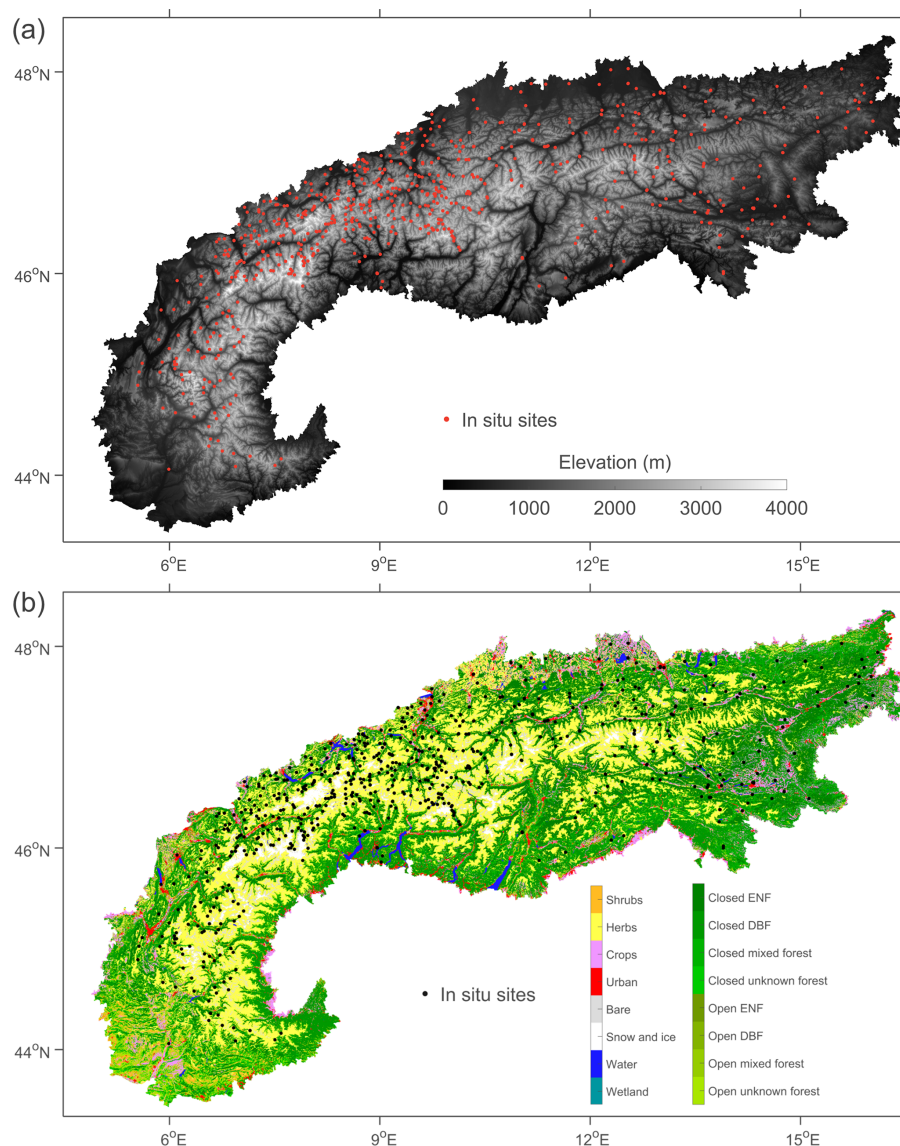 (a)
48°N
46°N
44°N
In situ sites
Elevation (m)
0 1000 2000 3000 4000
6°E 9°E 12°E 15°E
(b)
48°N
46°N
44°N
In situ sites
Shrubs
Herbs
Crops
Urban
Bare
Snow and ice
Water
Wetland
Closed ENF
Closed DBF
Closed mixed forest
Closed unknown forest
Open ENF
Open DBF
Open mixed forest
Open unknown forest
6°E 9°E 12°E 15°E